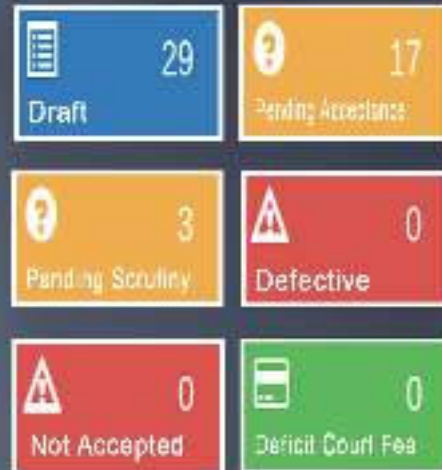 29
Draft
17
Pending Acceptance
3
Pending Scrutiny
0
Defective
0
Not Accepted
0
Deficit Court Fee